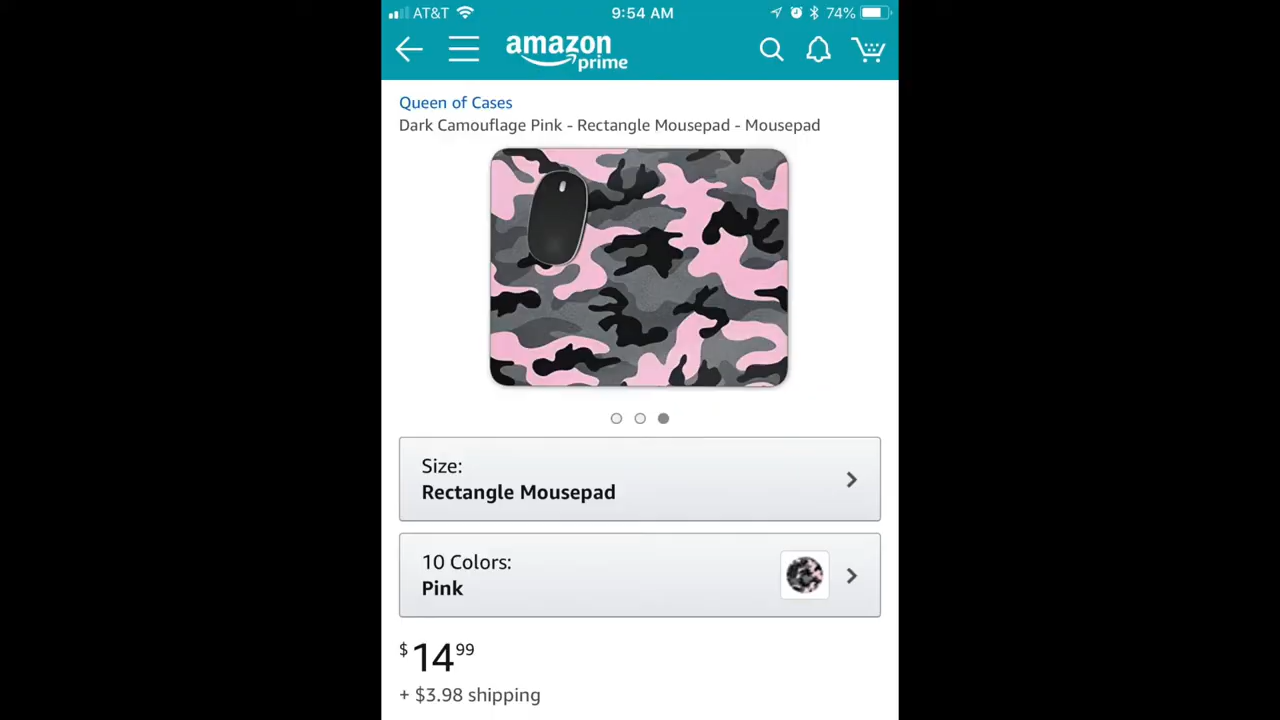 AT&T 9:54 AM 74%
amazon prime
Queen of Cases
Dark Camouflage Pink - Rectangle Mousepad - Mousepad
Size:
Rectangle Mousepad
10 Colors:
Pink
$14 99
+ $3.98 shipping